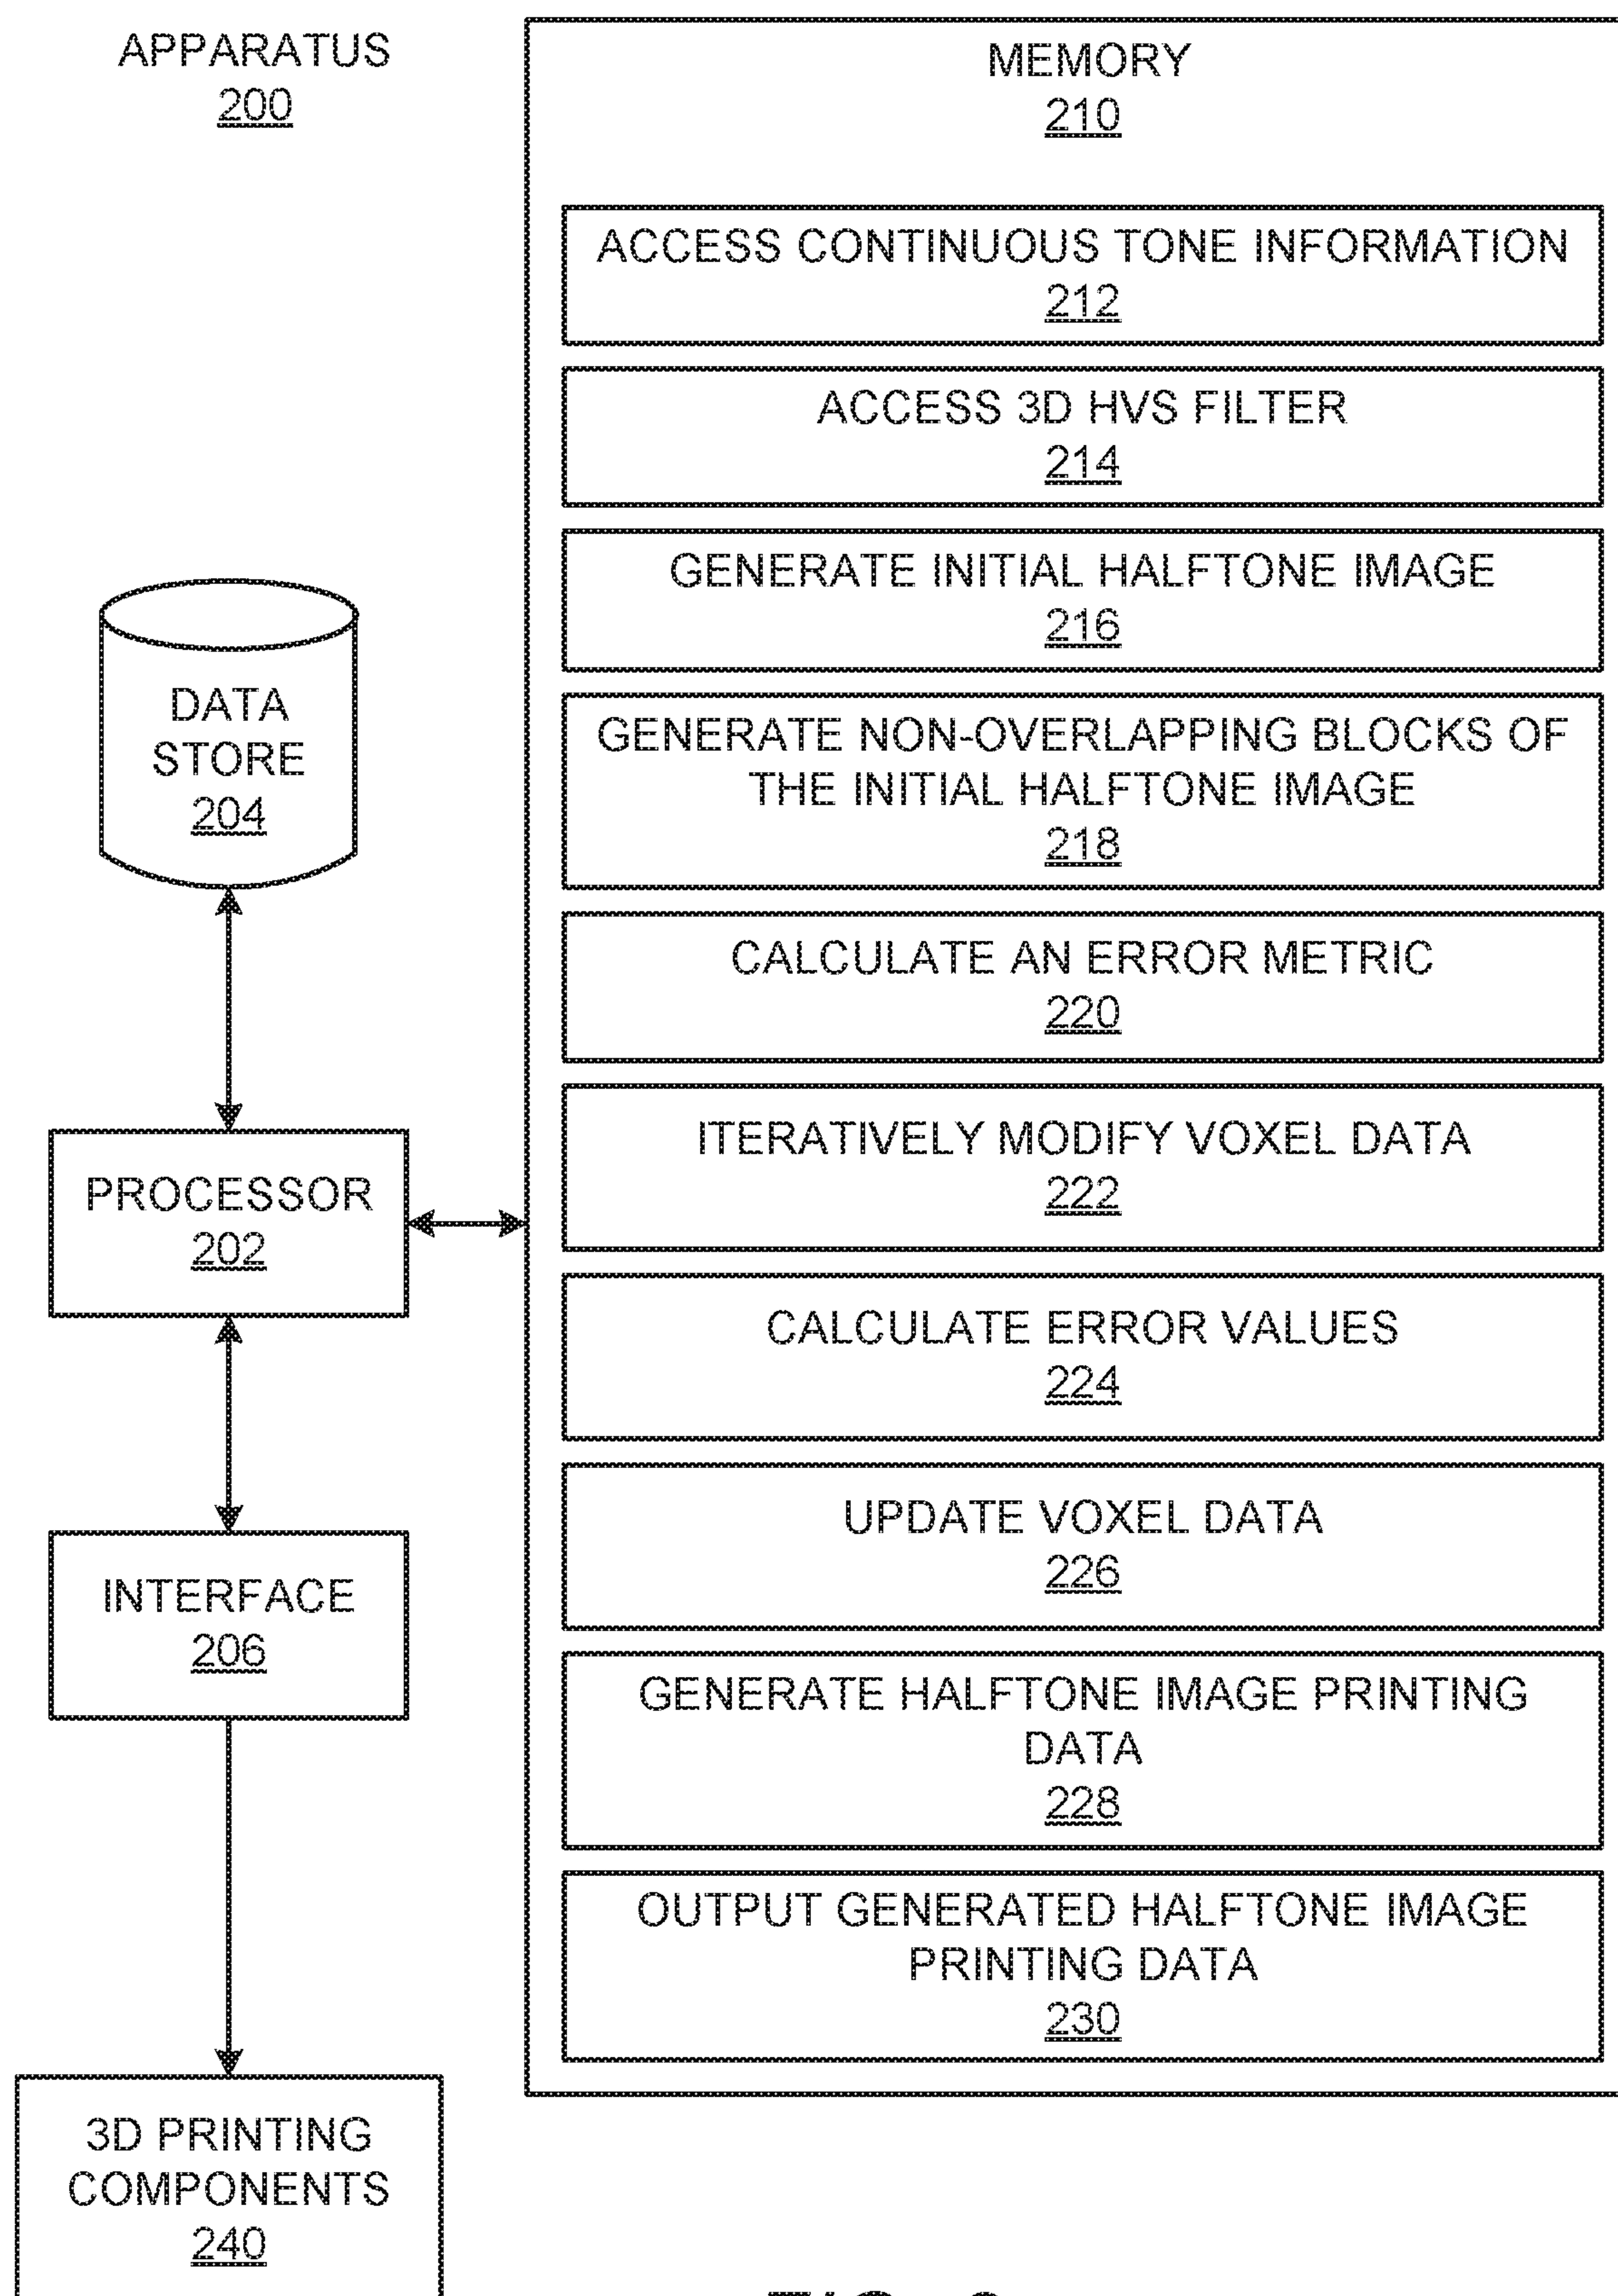 APPARATUS
200
MEMORY
210
ACCESS CONTINUOUS TONE INFORMATION
212
ACCESS 3D HVS FILTER
214
GENERATE INITIAL HALFTONE IMAGE
216
GENERATE NON-OVERLAPPING BLOCKS OF
THE INITIAL HALFTONE IMAGE
218
CALCULATE AN ERROR METRIC
220
ITERATIVELY MODIFY VOXEL DATA
222
CALCULATE ERROR VALUES
224
UPDATE VOXEL DATA
226
GENERATE HALFTONE IMAGE PRINTING
DATA
228
OUTPUT GENERATED HALFTONE IMAGE
PRINTING DATA
230
DATA
STORE
204
PROCESSOR
202
INTERFACE
206
3D PRINTING
COMPONENTS
240